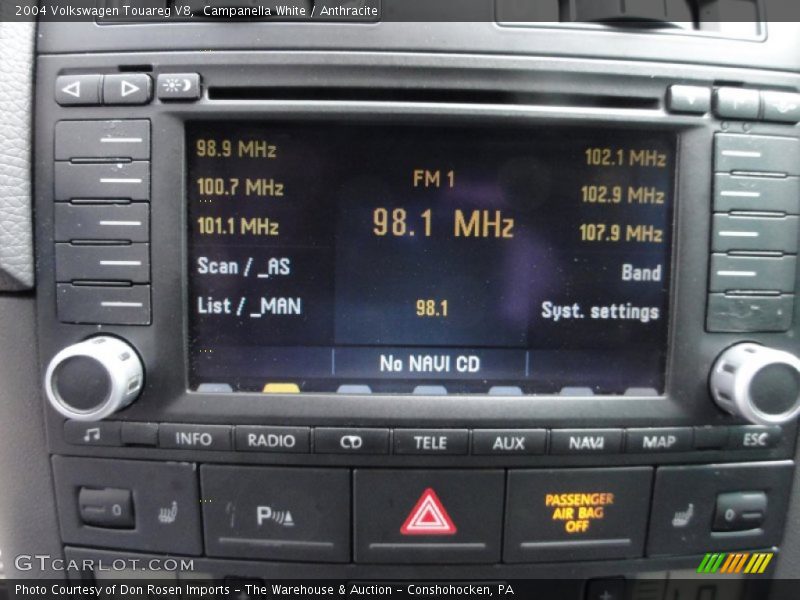 2004 Volkswagen Touareg V8, Campanella White / Anthracite
98.9 MHz
102.1 MHz
FM 1
100.7 MHz
102.9 MHz
98.1 MHz
101.1 MHz
107.9 MHz
Scan / _AS
Band
List / _MAN
98.1
Syst. settings
No NAVI CD
INFO
RADIO
CD
TELE
AUX
NAVI
MAP
ESC
0
P
PASSENGER
AIR BAG
OFF
0
GTCarLot.com
Photo Courtesy of Don Rosen Imports - The Warehouse & Auction - Conshohocken, PA